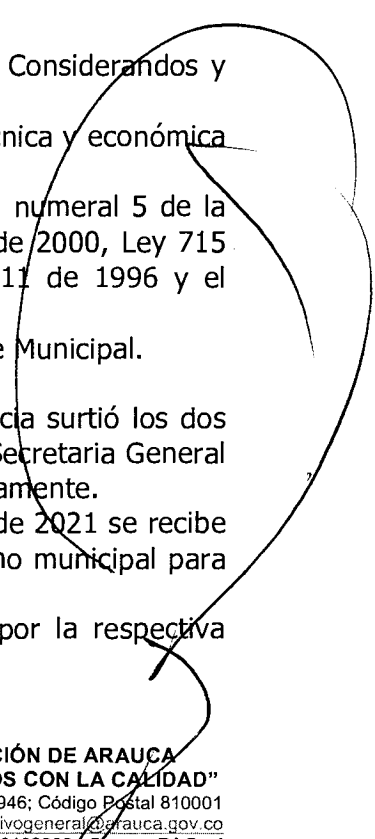 Considerandos y
cnica y económica
numeral 5 de la
de 2000, Ley 715
11 de 1996 y el
e Municipal.
cia surtió los dos
Secretaria General
amente.
de 2021 se recibe
no municipal para
por la respectiva
CIÓN DE ARAUCA
OS CON LA CALIDAD"
946; Código Postal 810001
ivogeneral@arauca.gov.co